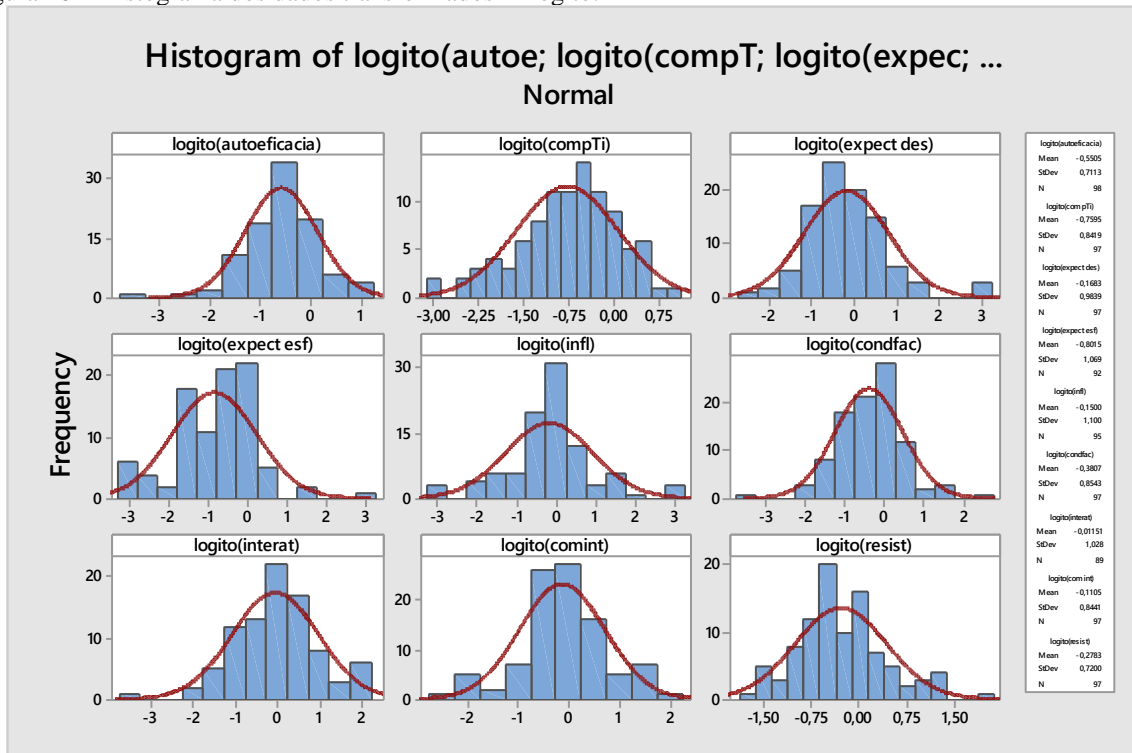 Histogram of logito(autoe; logito(compT; logito(expec; ...
Normal
logito(autoeficacia)
logito(compTi)
logito(expect des)
30
15
0
-3 -2 -1 0 1
10
5
0
-3,00 -2,25 -1,50 -0,75 0,00 0,75
20
10
0
-2 -1 0 1 2 3
Frequency
logito(expect esf)
logito(infl)
logito(condfac)
20
10
0
-3 -2 -1 0 1 2 3
30
15
0
-3 -2 -1 0 1 2 3
20
10
0
-3 -2 -1 0 1 2
logito(interat)
logito(comint)
logito(resist)
20
10
0
-3 -2 -1 0 1 2
20
10
0
-2 -1 0 1 2
20
10
0
-1,50 -0,75 0,00 0,75 1,50
logito(autoeficacia)
Mean -0,5505
StDev 0,7113
N 98
logito(compTi)
Mean -0,7595
StDev 0,8419
N 97
logito(expect des)
Mean -0,1683
StDev 0,9839
N 97
logito(expect esf)
Mean -0,8015
StDev 1,069
N 92
logito(infl)
Mean -0,1500
StDev 1,100
N 95
logito(condfac)
Mean -0,3807
StDev 0,8543
N 97
logito(interat)
Mean -0,01151
StDev 1,028
N 89
logito(comint)
Mean -0,1105
StDev 0,8441
N 97
logito(resist)
Mean -0,2783
StDev 0,7200
N 97